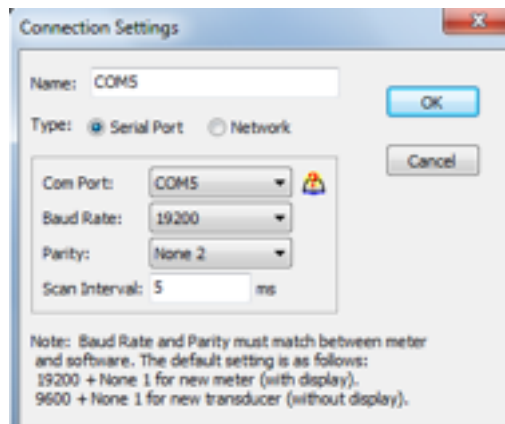 Connection Settings
Name: COM5
OK
Type: Serial Port Network
Cancel
Com Port: COM5
Baud Rate: 19200
Parity: None 2
Scan Interval: 5 ms
Note: Baud Rate and Parity must match between meter
and software. The default setting is as follows:
19200 + None 1 for new meter (with display).
9600 + None 1 for new transducer (without display).